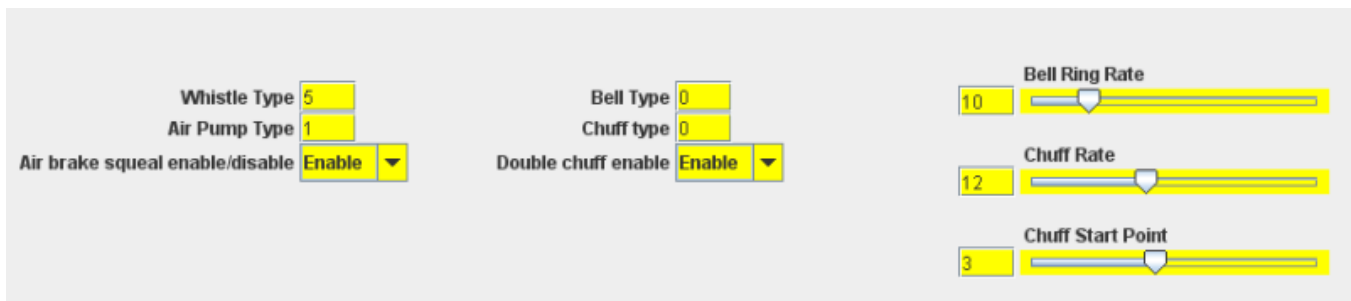 Whistle Type 5
Air Pump Type 1
Air brake squeal enable/disable Enable
Bell Type 0
Chuff type 0
Double chuff enable Enable
Bell Ring Rate
10
Chuff Rate
12
Chuff Start Point
3